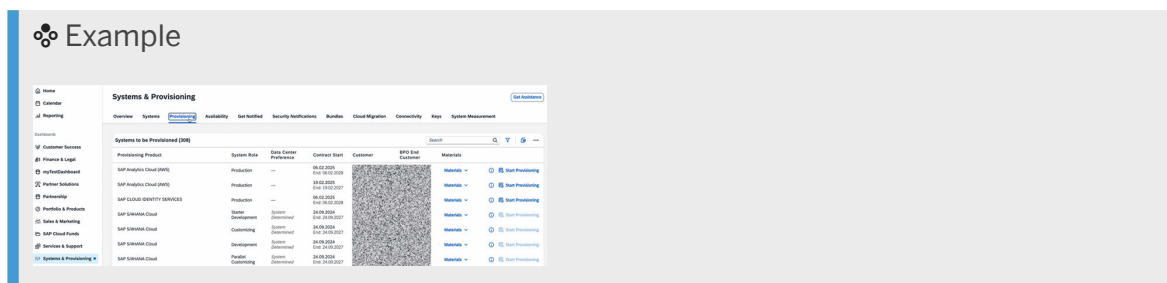 Example
Home
Calendar
Reporting
Dashboards
Customer Success
Finance & Legal
myTestDashboard
Partner Solutions
Partnership
Portfolio & Products
Sales & Marketing
SAP Cloud Funds
Services & Support
Systems & Provisioning
Systems & Provisioning
Get Assistance
Overview Systems Provisioning Availability Get Notified Security Notifications Bundles Cloud Migration Connectivity Keys System Measurement
Systems to be Provisioned (308)
Search
Provisioning Product System Role Data Center Preference Contract Start Customer BPO End Customer Materials
SAP Analytics Cloud (AWS) Production — 06.02.2025 Materials Start Provisioning
End: 06.02.2028
SAP Analytics Cloud (AWS) Production — 19.02.2025 Materials Start Provisioning
End: 19.02.2027
SAP CLOUD IDENTITY SERVICES Production — 06.02.2025 Materials Start Provisioning
End: 06.02.2028
SAP S/4HANA Cloud Starter Development System Determined 24.09.2024 Materials Start Provisioning
End: 24.09.2027
SAP S/4HANA Cloud Customizing System Determined 24.09.2024 Materials Start Provisioning
End: 24.09.2027
SAP S/4HANA Cloud Development System Determined 24.09.2024 Materials Start Provisioning
End: 24.09.2027
SAP S/4HANA Cloud Parallel Customizing System Determined 24.09.2024 Materials Start Provisioning
End: 24.09.2027